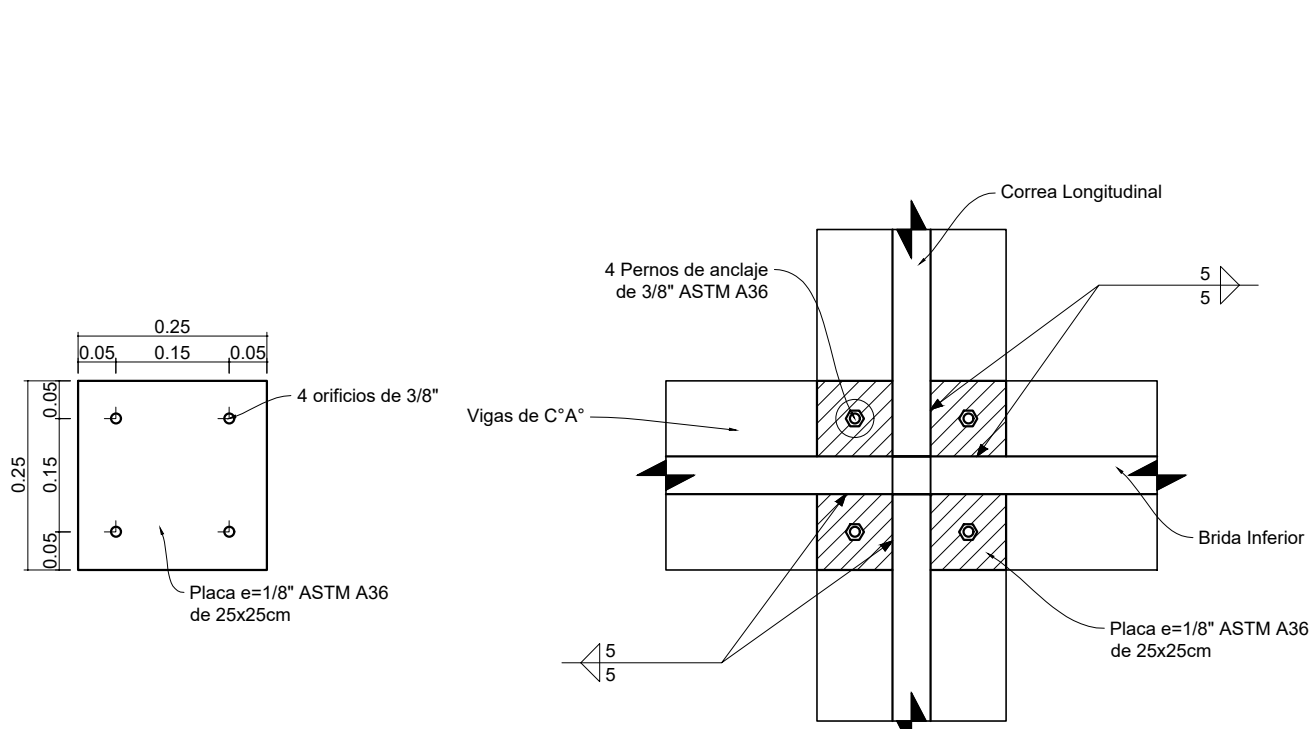 0.25
0.05 0.15 0.05
0.25
0.05
0.15
0.05
4 orificios de 3/8"
Placa e=1/8" ASTM A36
de 25x25cm
Correa Longitudinal
4 Pernos de anclaje
de 3/8" ASTM A36
5
5
Vigas de C°A°
Brida Inferior
Placa e=1/8" ASTM A36
de 25x25cm
5
5